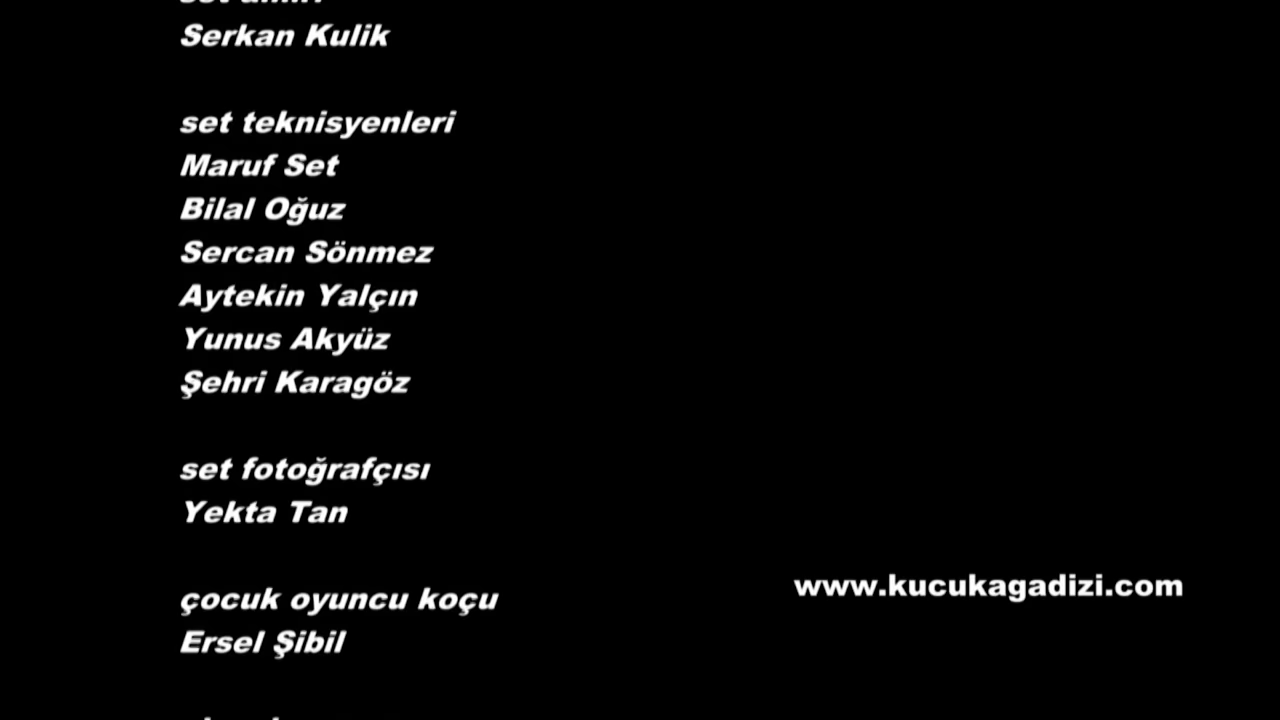 Serkan Kulik
set teknisyenleri
Maruf Set
Bilal Oğuz
Sercan Sönmez
Aytekin Yalçın
Yunus Akyüz
Şehri Karagöz
set fotoğrafçısı
Yekta Tan
çocuk oyuncu koçu
Ersel Şibil
www.kucukagadizi.com